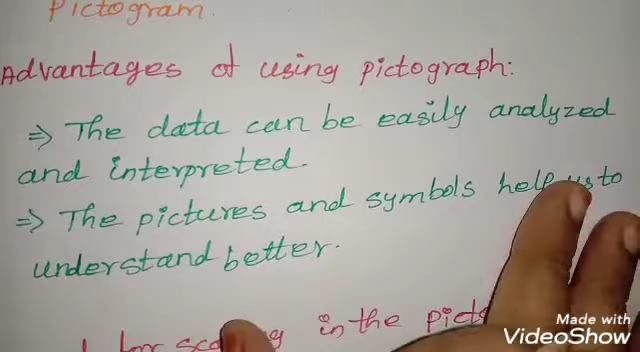 Pictogram.
Advantages of using pictograph:
⇒ The data can be easily analyzed
and interpreted.
⇒ The pictures and symbols help us to
understand better.
in the
Made with
VideoShow